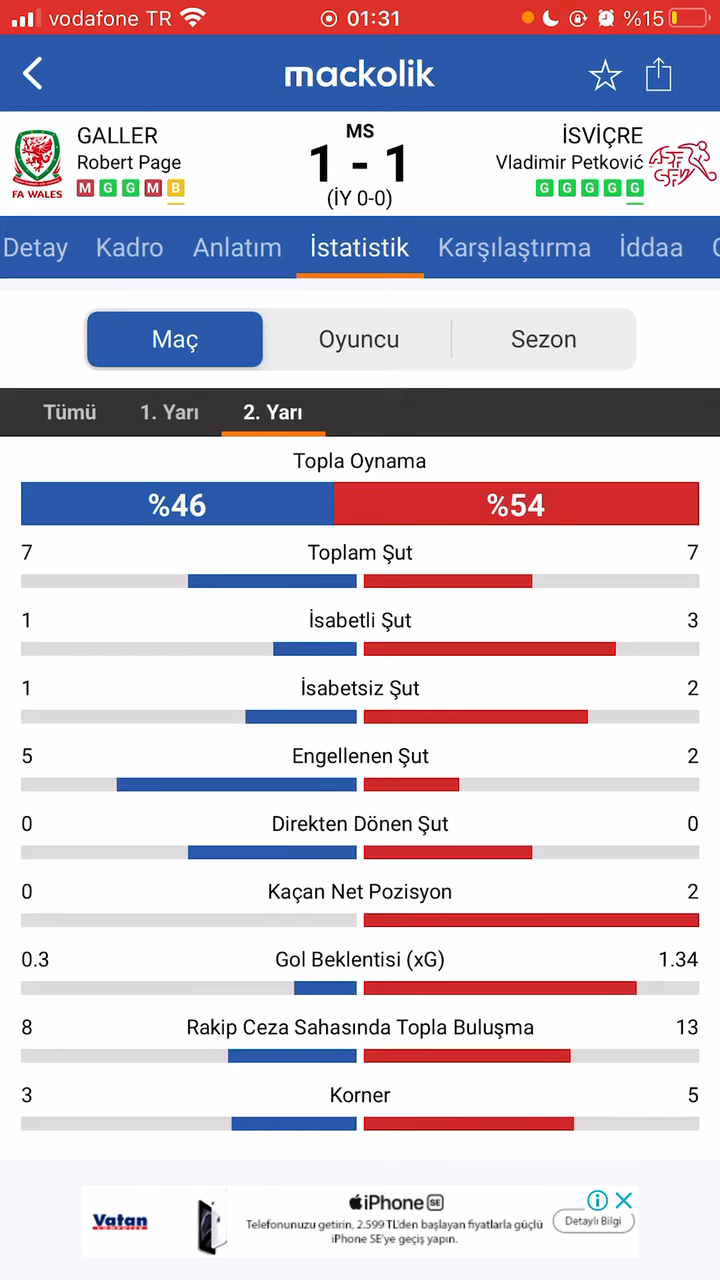 vodafone TR 01:31 %15
mackolik
GALLER MS İSVİÇRE
Robert Page 1 - 1 Vladimir Petković
M G G M B (İY 0-0) G G G G G
FA WALES ASF SFV
Detay Kadro Anlatım İstatistik Karşılaştırma İddaa
Maç Oyuncu Sezon
Tümü 1. Yarı 2. Yarı
Topla Oynama
%46 %54
7 Toplam Şut 7
1 İsabetli Şut 3
1 İsabetsiz Şut 2
5 Engellenen Şut 2
0 Direkten Dönen Şut 0
0 Kaçan Net Pozisyon 2
0.3 Gol Beklentisi (xG) 1.34
8 Rakip Ceza Sahasında Topla Buluşma 13
3 Korner 5
iPhone SE
Vatan COMPUTER Telefonunuzu getirin, 2.599 TL'den başlayan fiyatlarla güçlü Detaylı Bilgi
iPhone SE'ye geçiş yapın.